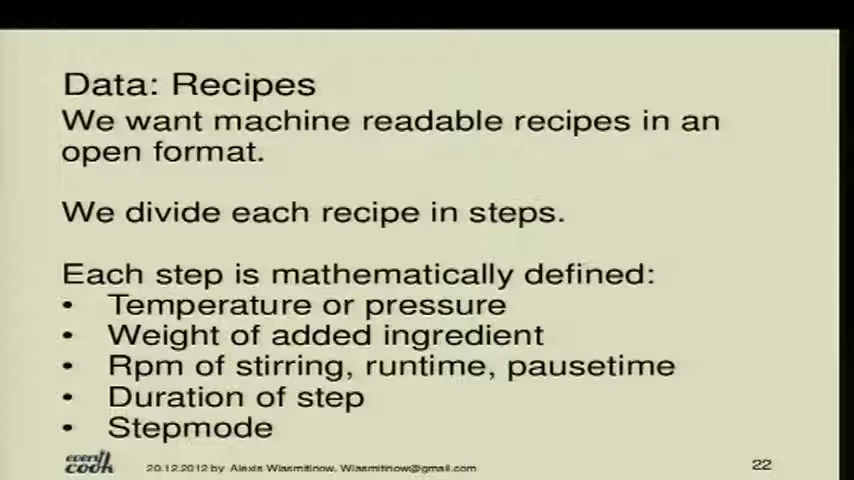 Data: Recipes
We want machine readable recipes in an
open format.
We divide each recipe in steps.
Each step is mathematically defined:
• Temperature or pressure
• Weight of added ingredient
• Rpm of stirring, runtime, pausetime
• Duration of step
• Stepmode
every
cook
20.12.2012 by Alexis Wiasmitinow, Wiasmitinow@gmail.com
22